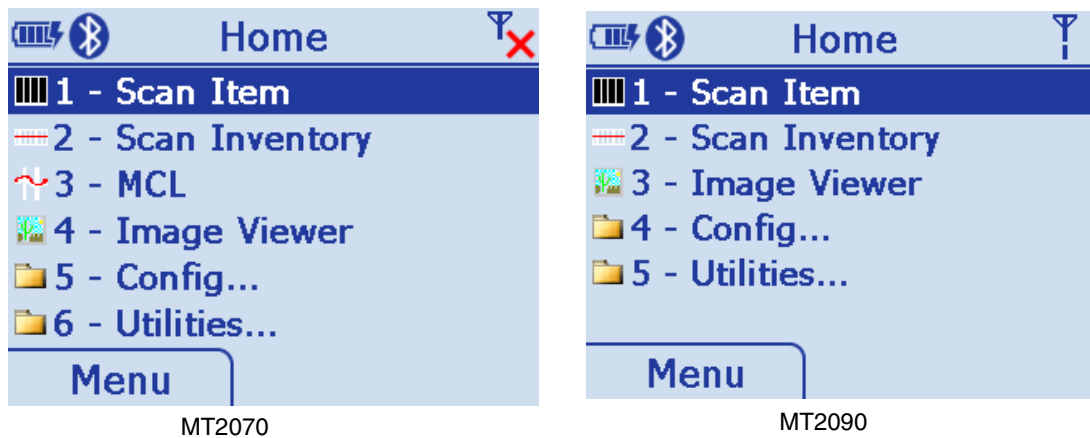 Home
1 - Scan Item
2 - Scan Inventory
3 - MCL
4 - Image Viewer
5 - Config...
6 - Utilities...
Menu
MT2070
Home
1 - Scan Item
2 - Scan Inventory
3 - Image Viewer
4 - Config...
5 - Utilities...
Menu
MT2090